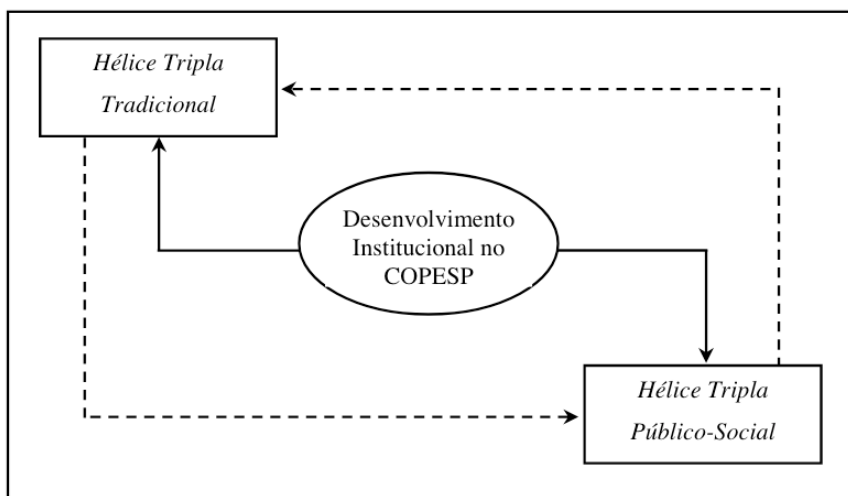 Hélice Tripla
Tradicional
Desenvolvimento
Institucional no
COPESP
Hélice Tripla
Público-Social